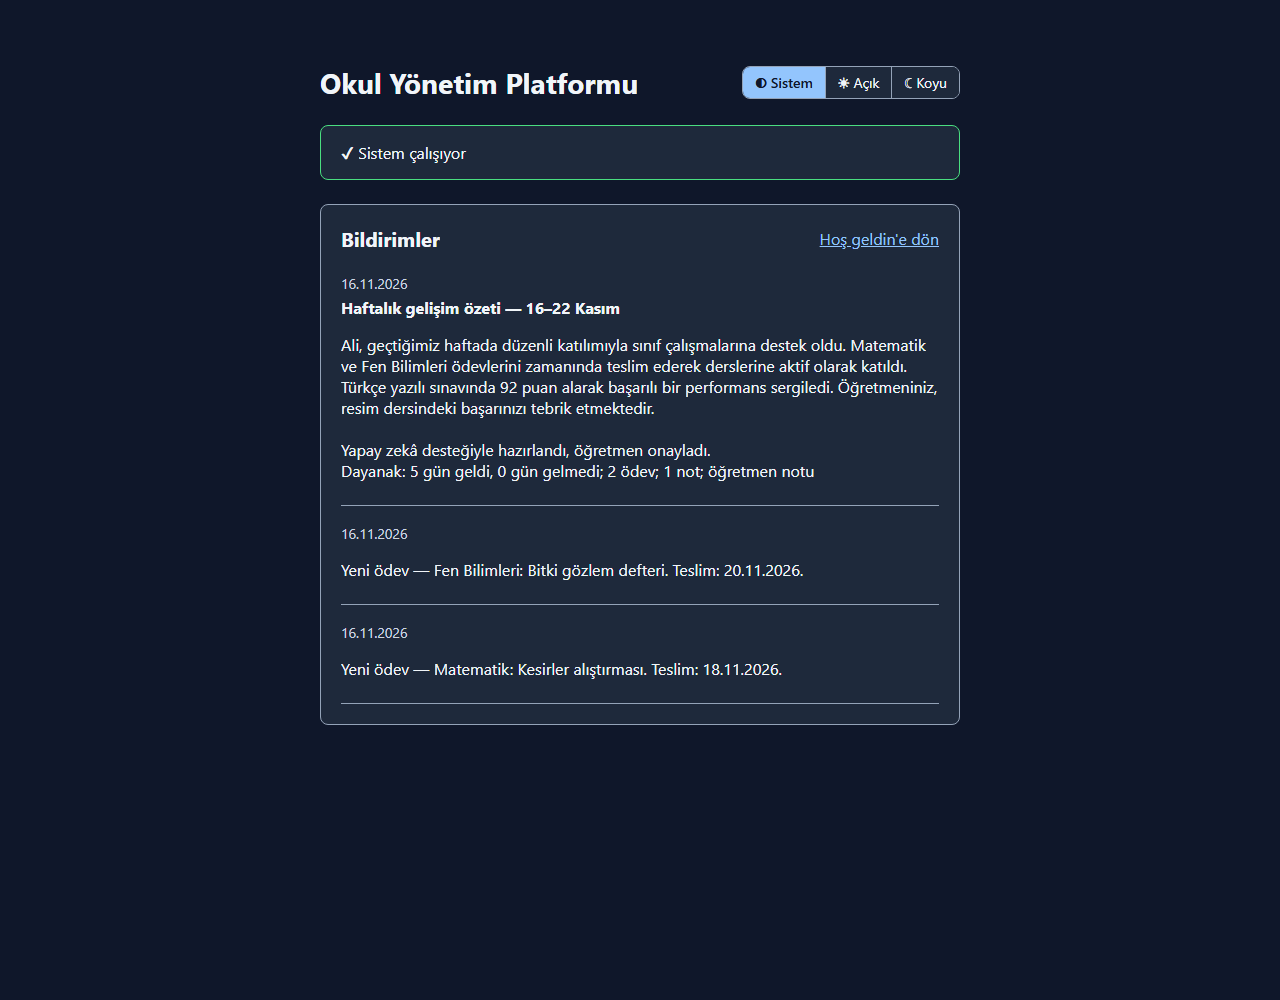 Okul Yönetim Platformu
Sistem
Açık
Koyu
Sistem çalışıyor
Bildirimler
Hoş geldin'e dön
16.11.2026
Haftalık gelişim özeti — 16–22 Kasım
Ali, geçtiğimiz haftada düzenli katılımıyla sınıf çalışmalarına destek oldu. Matematik
ve Fen Bilimleri ödevlerini zamanında teslim ederek derslerine aktif olarak katıldı.
Türkçe yazılı sınavında 92 puan alarak başarılı bir performans sergiledi. Öğretmeniniz,
resim dersindeki başarınızı tebrik etmektedir.
Yapay zekâ desteğiyle hazırlandı, öğretmen onayladı.
Dayanak: 5 gün geldi, 0 gün gelmedi; 2 ödev; 1 not; öğretmen notu
16.11.2026
Yeni ödev — Fen Bilimleri: Bitki gözlem defteri. Teslim: 20.11.2026.
16.11.2026
Yeni ödev — Matematik: Kesirler alıştırması. Teslim: 18.11.2026.